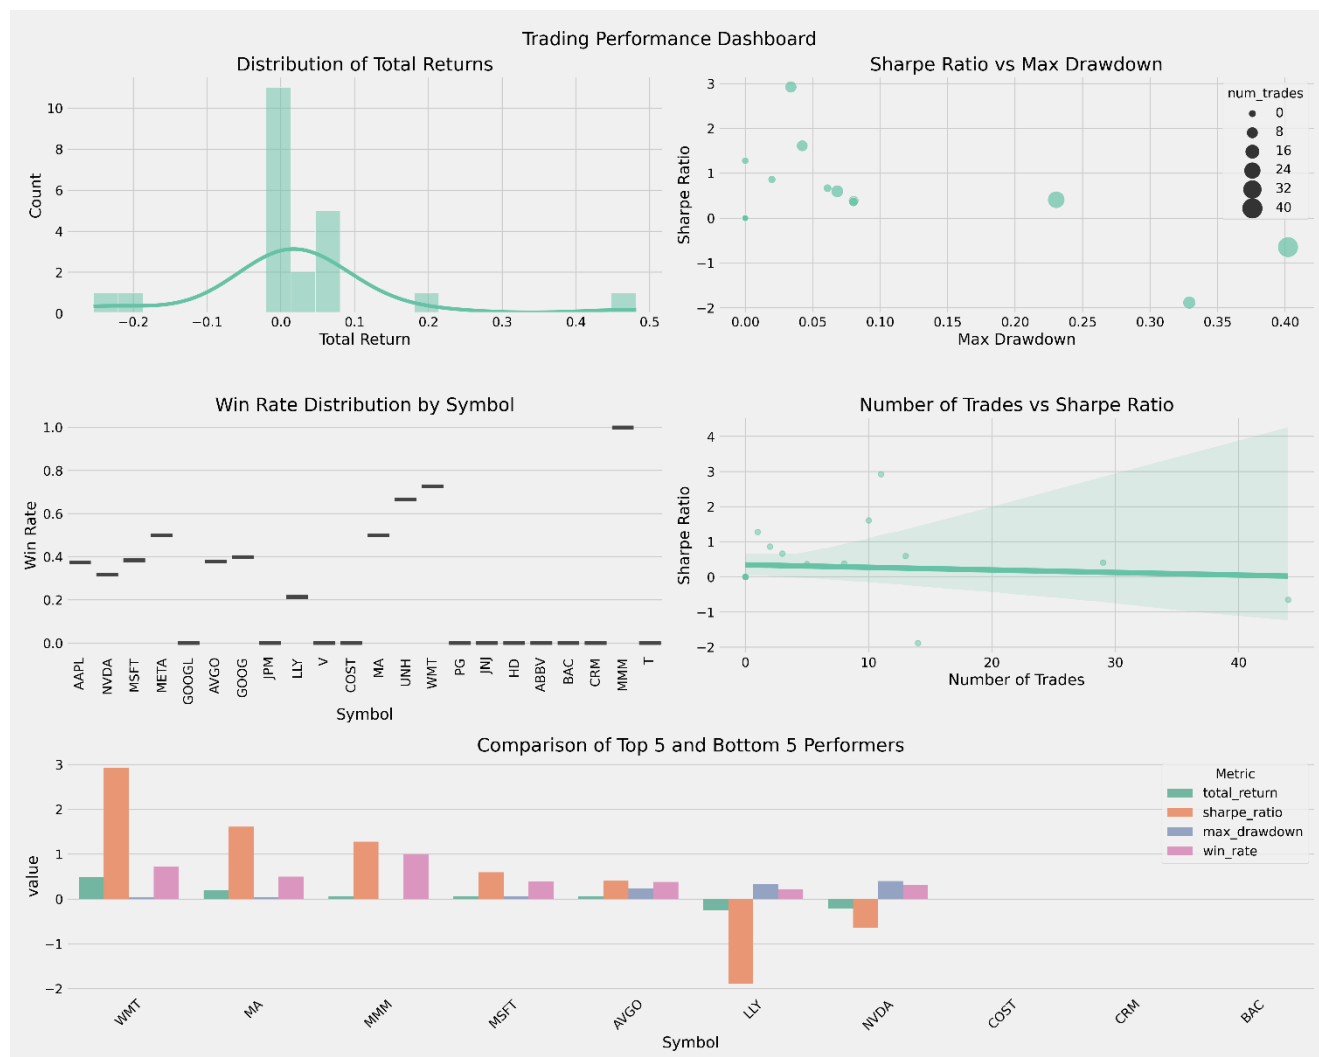 Trading Performance Dashboard
Distribution of Total Returns
Count
10
8
6
4
2
0
−0.2 −0.1 0.0 0.1 0.2 0.3 0.4 0.5
Total Return
Sharpe Ratio vs Max Drawdown
Sharpe Ratio
3
2
1
0
−1
−2
num_trades
0
8
16
24
32
40
0.00 0.05 0.10 0.15 0.20 0.25 0.30 0.35 0.40
Max Drawdown
Win Rate Distribution by Symbol
Win Rate
1.0
0.8
0.6
0.4
0.2
0.0
AAPL NVDA MSFT META GOOGL AVGO GOOG JPM LLY V COST MA UNH WMT PG JNJ HD ABBV BAC CRM MMM T
Symbol
Number of Trades vs Sharpe Ratio
Sharpe Ratio
4
3
2
1
0
−1
−2
0 10 20 30 40
Number of Trades
Comparison of Top 5 and Bottom 5 Performers
value
3
2
1
0
−1
−2
Metric
total_return
sharpe_ratio
max_drawdown
win_rate
WMT MA MMM MSFT AVGO LLY NVDA COST CRM BAC
Symbol